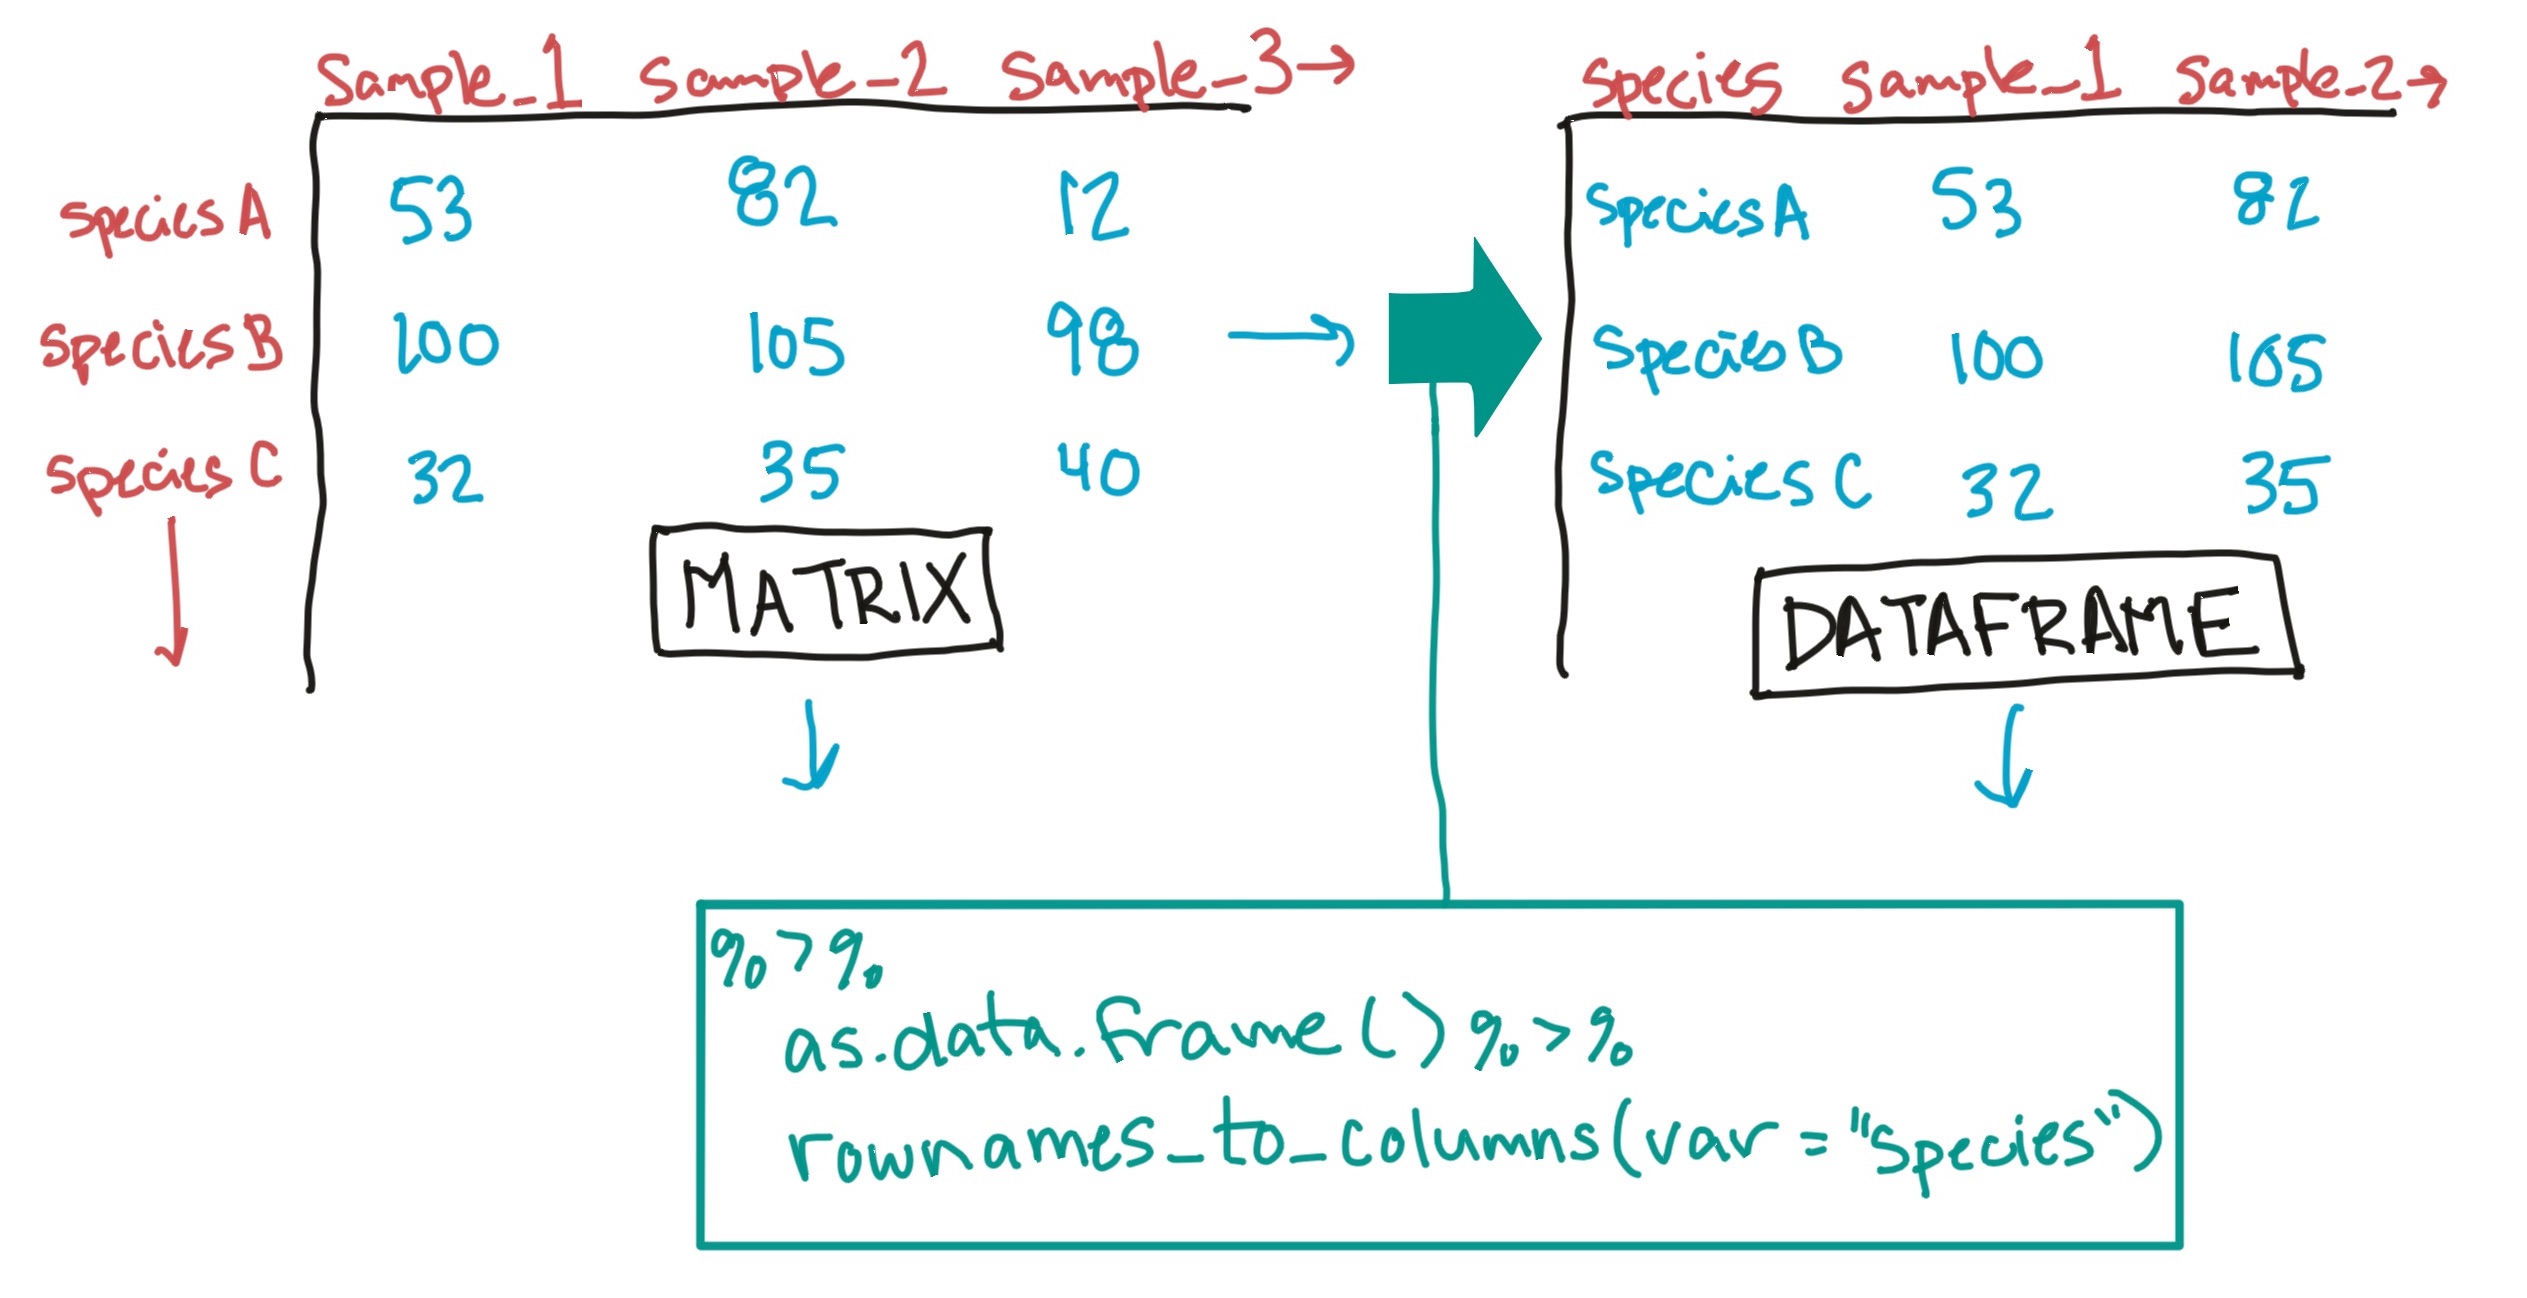 Sample_1 Sample_2 Sample_3
Species A 53 82 12
Species B 100 105 98
Species C 32 35 40
MATRIX
Species Sample_1 Sample_2
Species A 53 82
Species B 100 105
Species C 32 35
DATAFRAME
%>%
as.data.frame() %>%
rownames_to_columns(var = "Species")